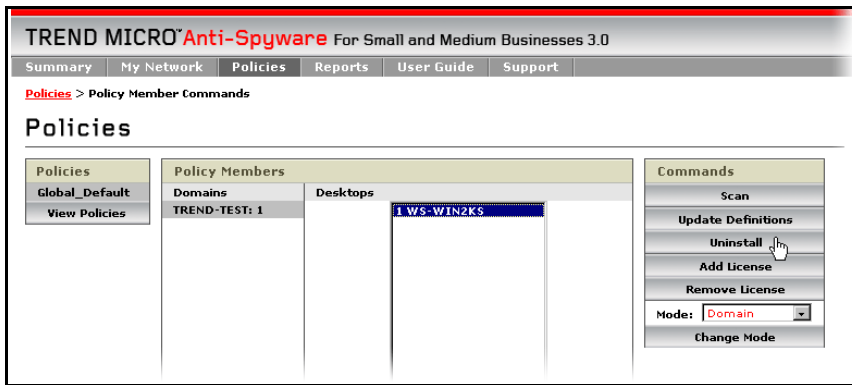 TREND MICRO™Anti-Spyware For Small and Medium Businesses 3.0
Summary My Network Policies Reports User Guide Support
Policies > Policy Member Commands
Policies
Policies
Global_Default
View Policies
Policy Members
Domains Desktops
TREND-TEST: 1
1 WS-WIN2KS
Commands
Scan
Update Definitions
Uninstall
Add License
Remove License
Mode: Domain
Change Mode